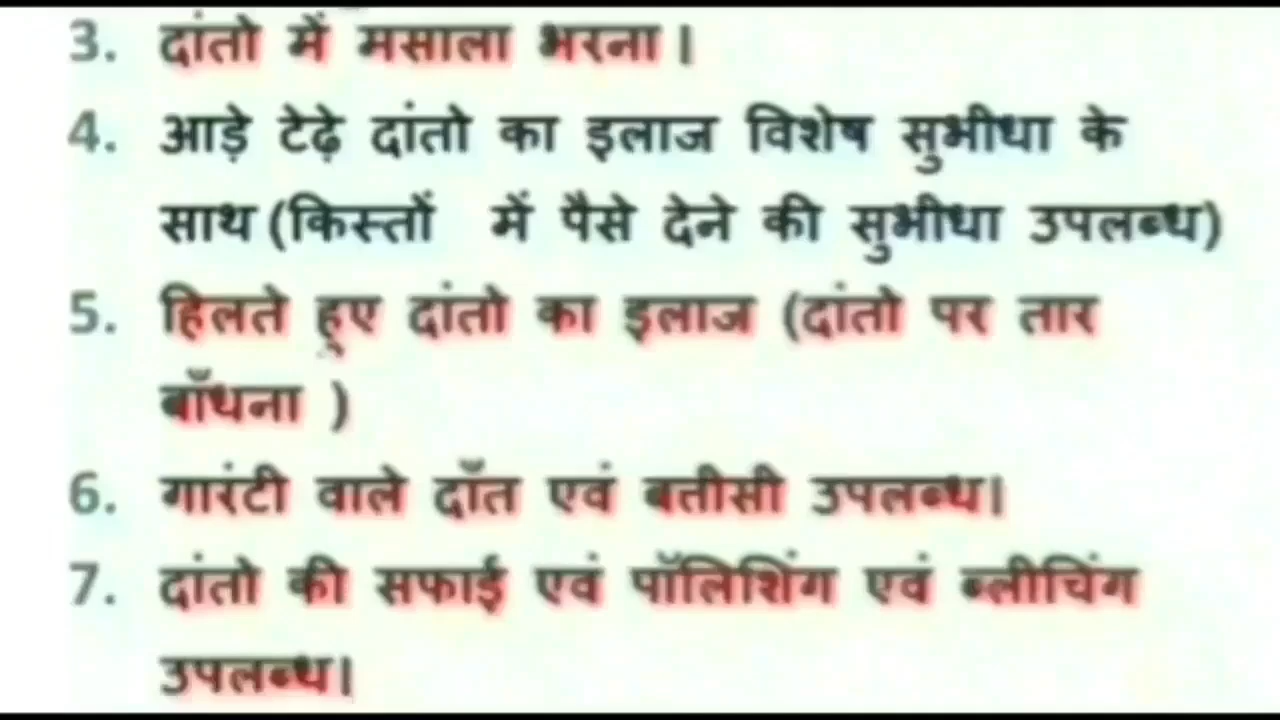 3. दांतो में मसाला भरना।
4. आड़े टेढ़े दांतो का इलाज विशेष सुभीधा के
साथ (किस्तों में पैसे देने की सुभीधा उपलब्ध)
5. हिलते हुए दांतो का इलाज (दांतो पर तार
बाॅंधना )
6. गारंटी वाले दाॅंत एवं बतीसी उपलब्ध।
7. दांतो की सफाई एवं पॉलिशिंग एवं ब्लीचिंग
उपलब्ध।